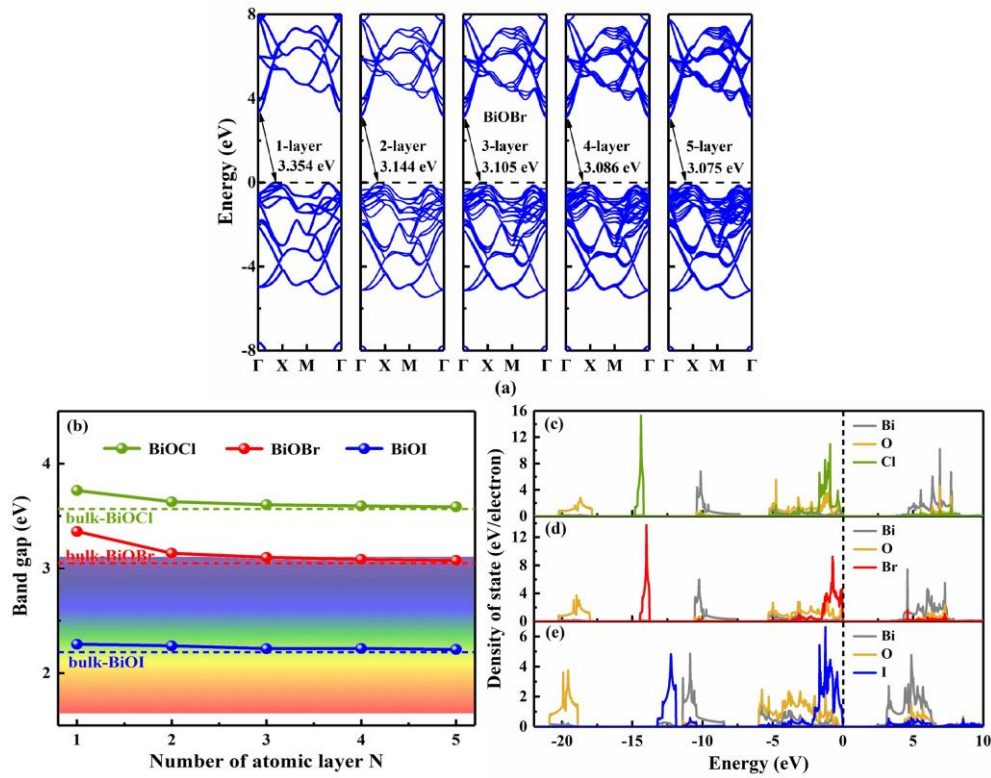 8
4
0
-4
-8
Energy (eV)
1-layer
3.354 eV
2-layer
3.144 eV
BiOBr
3-layer
3.105 eV
4-layer
3.086 eV
5-layer
3.075 eV
Γ X M Γ
Γ X M Γ
Γ X M Γ
Γ X M Γ
Γ X M Γ
(a)
(b)
BiOCl BiOBr BiOI
4
3
2
Band gap (eV)
bulk-BiOCl
bulk-BiOBr
bulk-BiOI
1 2 3 4 5
Number of atomic layer N
(c)
16
12
8
4
0
Bi
O
Cl
(d)
12
8
4
0
Bi
O
Br
(e)
6
4
2
0
Bi
O
I
Density of state (eV/electron)
-20 -15 -10 -5 0 5 10
Energy (eV)